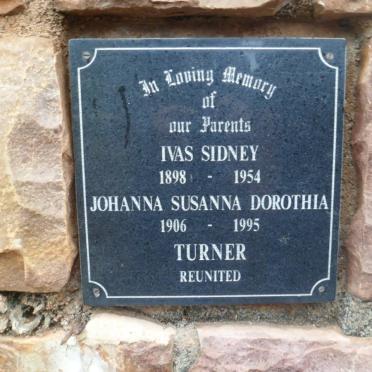 In Loving Memory
of
our Parents
IVAS SIDNEY
1898 - 1954
JOHANNA SUSANNA DOROTHIA
1906 - 1995
TURNER
REUNITED